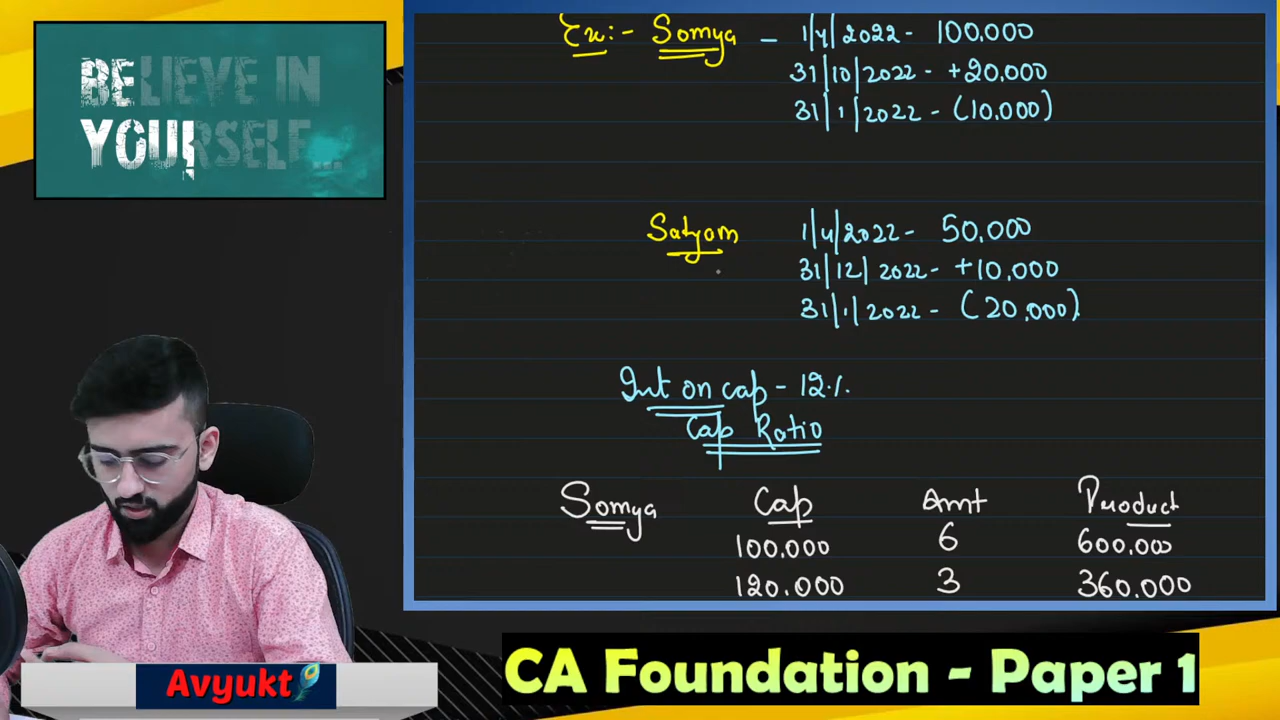 BELIEVE IN
YOURSELF...
Ex:- Somya - 1/4/2022- 100,000
31/10/2022- +20,000
31/1/2022- (10,000)
Satyam 1/4/2022- 50,000
31/12/2022- +10,000
31/1/2022- (20,000)
Int on cap - 12%
Cap Ratio
Somya Cap Amt Product
100,000 6 600,000
120,000 3 360,000
Avyukt
CA Foundation - Paper 1